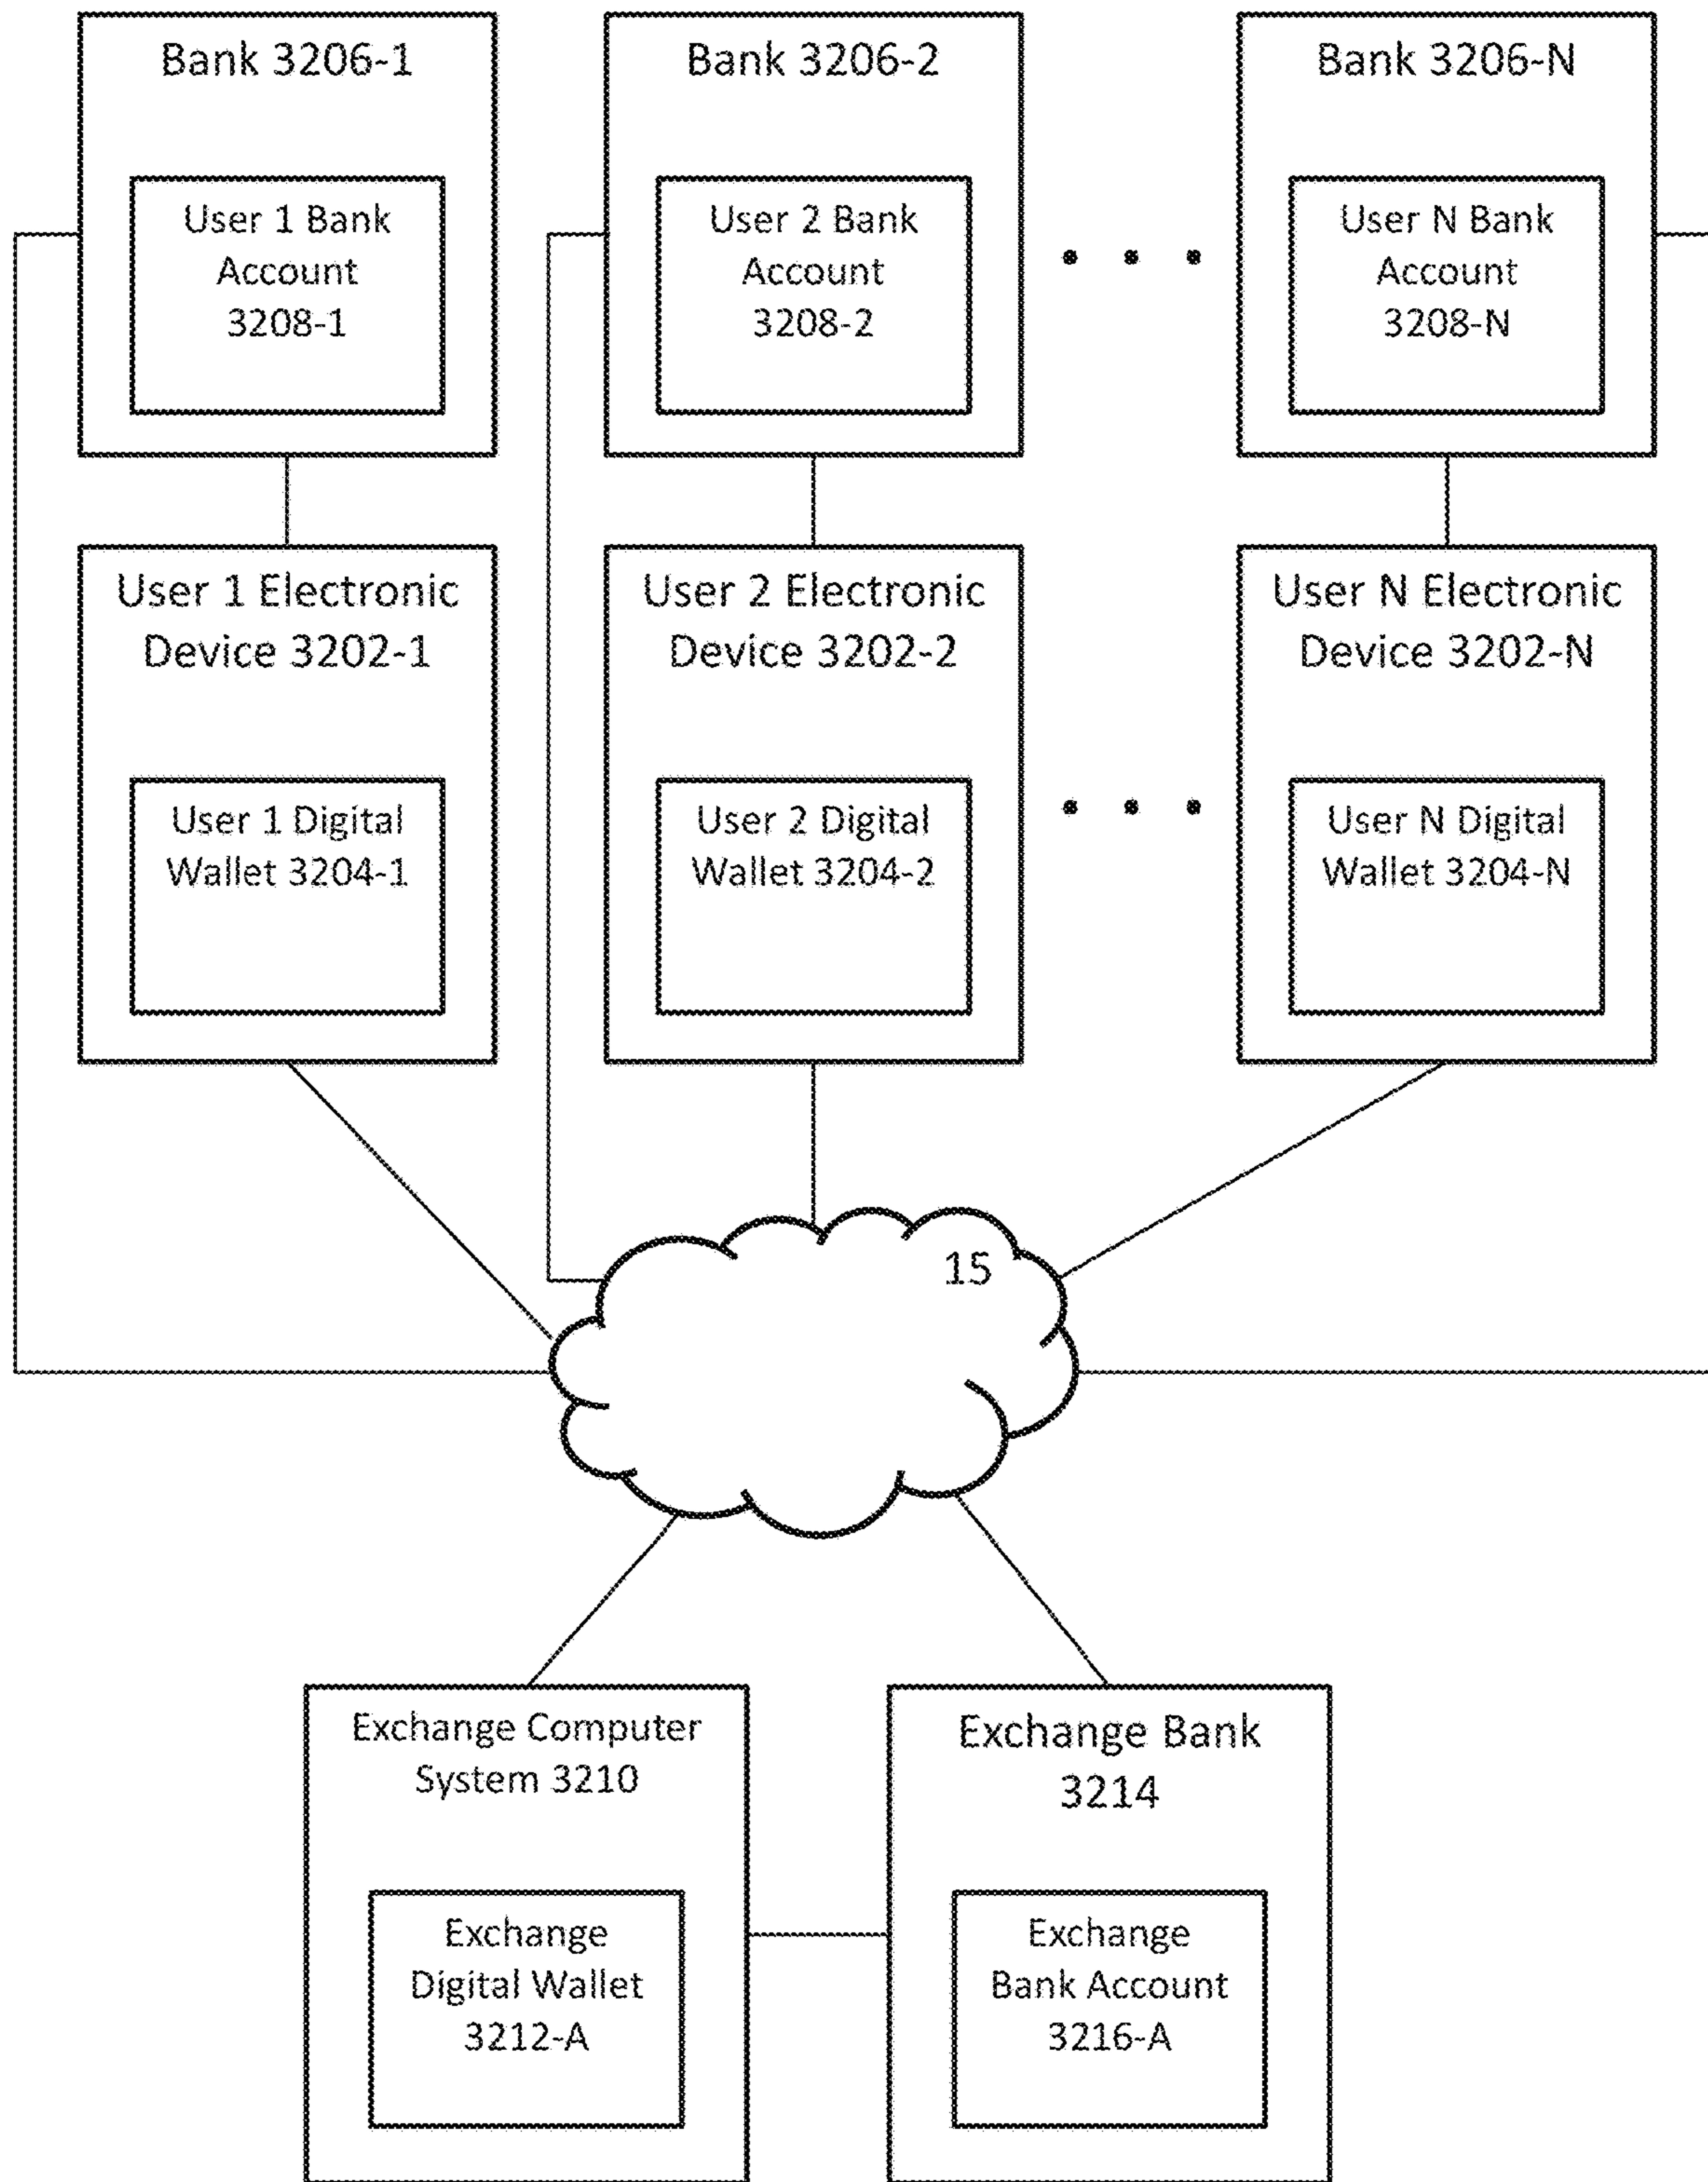 Bank 3206-1
User 1 Bank
Account
3208-1
Bank 3206-2
User 2 Bank
Account
3208-2
Bank 3206-N
User N Bank
Account
3208-N
User 1 Electronic
Device 3202-1
User 1 Digital
Wallet 3204-1
User 2 Electronic
Device 3202-2
User 2 Digital
Wallet 3204-2
User N Electronic
Device 3202-N
User N Digital
Wallet 3204-N
15
Exchange Computer
System 3210
Exchange
Digital Wallet
3212-A
Exchange Bank
3214
Exchange
Bank Account
3216-A